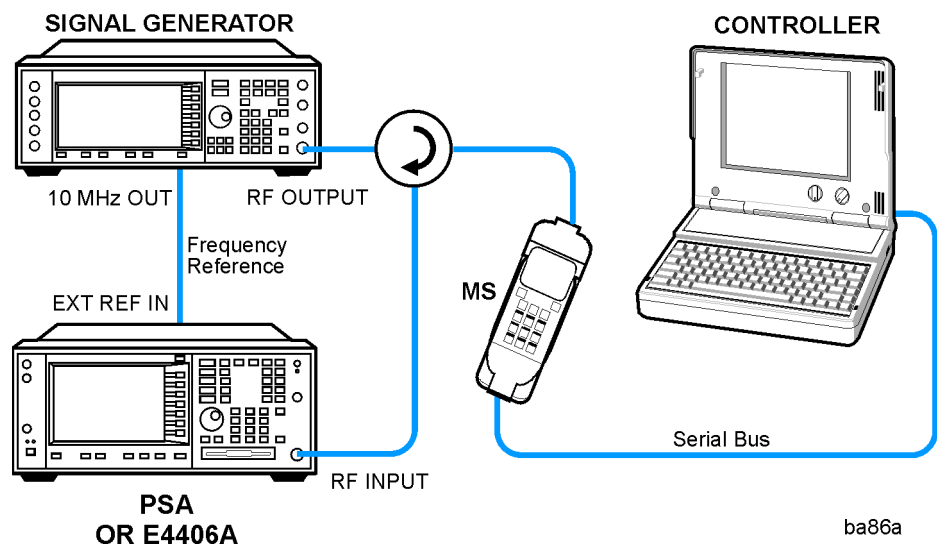 SIGNAL GENERATOR
CONTROLLER
10 MHz OUT
RF OUTPUT
Frequency
Reference
MS
EXT REF IN
Serial Bus
RF INPUT
PSA
OR E4406A
ba86a